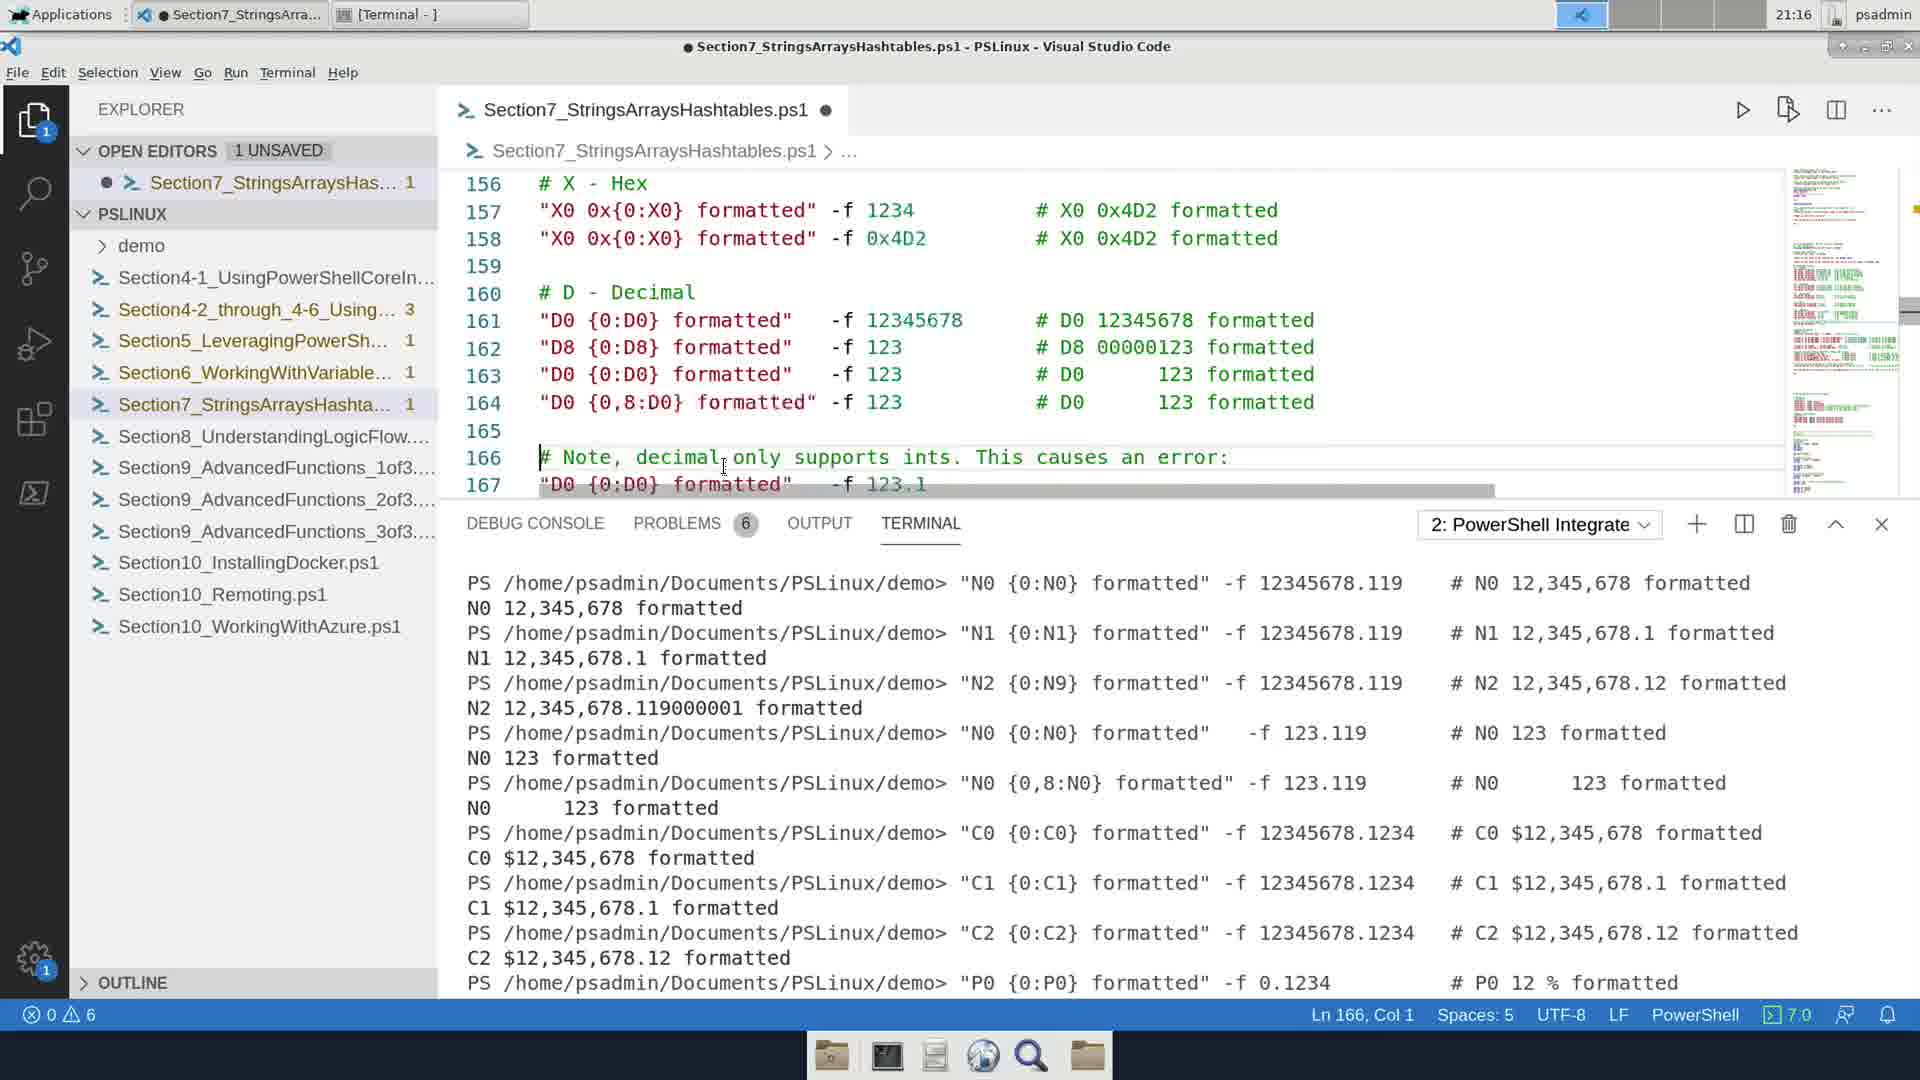 Applications
Section7_StringsArra...
[Terminal - ]
21:16
psadmin
● Section7_StringsArraysHashtables.ps1 - PSLinux - Visual Studio Code
File Edit Selection View Go Run Terminal Help
1
EXPLORER
OPEN EDITORS 1 UNSAVED
Section7_StringsArraysHas... 1
PSLINUX
demo
Section4-1_UsingPowerShellCoreIn...
Section4-2_through_4-6_Using... 3
Section5_LeveragingPowerSh... 1
Section6_WorkingWithVariable... 1
Section7_StringsArraysHashta... 1
Section8_UnderstandingLogicFlow....
Section9_AdvancedFunctions_1of3....
Section9_AdvancedFunctions_2of3....
Section9_AdvancedFunctions_3of3....
Section10_InstallingDocker.ps1
Section10_Remoting.ps1
Section10_WorkingWithAzure.ps1
OUTLINE
1
Section7_StringsArraysHashtables.ps1 ●
Section7_StringsArraysHashtables.ps1 > ...
156 # X - Hex
157 "X0 0x{0:X0} formatted" -f 1234 # X0 0x4D2 formatted
158 "X0 0x{0:X0} formatted" -f 0x4D2 # X0 0x4D2 formatted
159
160 # D - Decimal
161 "D0 {0:D0} formatted" -f 12345678 # D0 12345678 formatted
162 "D8 {0:D8} formatted" -f 123 # D8 00000123 formatted
163 "D0 {0:D0} formatted" -f 123 # D0      123 formatted
164 "D0 {0,8:D0} formatted" -f 123 # D0      123 formatted
165
166 # Note, decimal only supports ints. This causes an error:
167 "D0 {0:D0} formatted" -f 123.1
DEBUG CONSOLE PROBLEMS 6 OUTPUT TERMINAL
2: PowerShell Integrate
PS /home/psadmin/Documents/PSLinux/demo> "N0 {0:N0} formatted" -f 12345678.119    # N0 12,345,678 formatted
N0 12,345,678 formatted
PS /home/psadmin/Documents/PSLinux/demo> "N1 {0:N1} formatted" -f 12345678.119    # N1 12,345,678.1 formatted
N1 12,345,678.1 formatted
PS /home/psadmin/Documents/PSLinux/demo> "N2 {0:N9} formatted" -f 12345678.119    # N2 12,345,678.12 formatted
N2 12,345,678.119000001 formatted
PS /home/psadmin/Documents/PSLinux/demo> "N0 {0:N0} formatted"   -f 123.119       # N0 123 formatted
N0 123 formatted
PS /home/psadmin/Documents/PSLinux/demo> "N0 {0,8:N0} formatted" -f 123.119       # N0      123 formatted
N0      123 formatted
PS /home/psadmin/Documents/PSLinux/demo> "C0 {0:C0} formatted" -f 12345678.1234   # C0 $12,345,678 formatted
C0 $12,345,678 formatted
PS /home/psadmin/Documents/PSLinux/demo> "C1 {0:C1} formatted" -f 12345678.1234   # C1 $12,345,678.1 formatted
C1 $12,345,678.1 formatted
PS /home/psadmin/Documents/PSLinux/demo> "C2 {0:C2} formatted" -f 12345678.1234   # C2 $12,345,678.12 formatted
C2 $12,345,678.12 formatted
PS /home/psadmin/Documents/PSLinux/demo> "P0 {0:P0} formatted" -f 0.1234          # P0 12 % formatted
0 6
Ln 166, Col 1 Spaces: 5 UTF-8 LF PowerShell 7.0